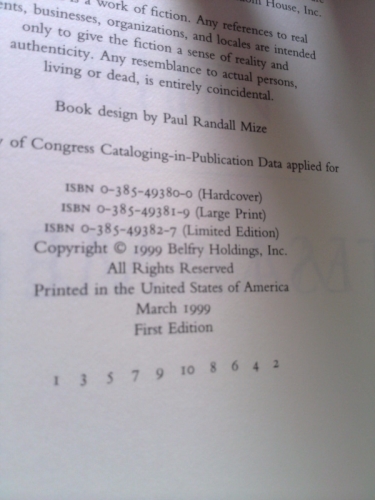 is a work of fiction. Any references to real
ents, businesses, organizations, and locales are intended
only to give the fiction a sense of reality and
authenticity. Any resemblance to actual persons,
living or dead, is entirely coincidental.
Book design by Paul Randall Mize
y of Congress Cataloging-in-Publication Data applied for
ISBN 0-385-49380-0 (Hardcover)
ISBN 0-385-49381-9 (Large Print)
ISBN 0-385-49382-7 (Limited Edition)
Copyright © 1999 Belfry Holdings, Inc.
All Rights Reserved
Printed in the United States of America
March 1999
First Edition
1 3 5 7 9 10 8 6 4 2